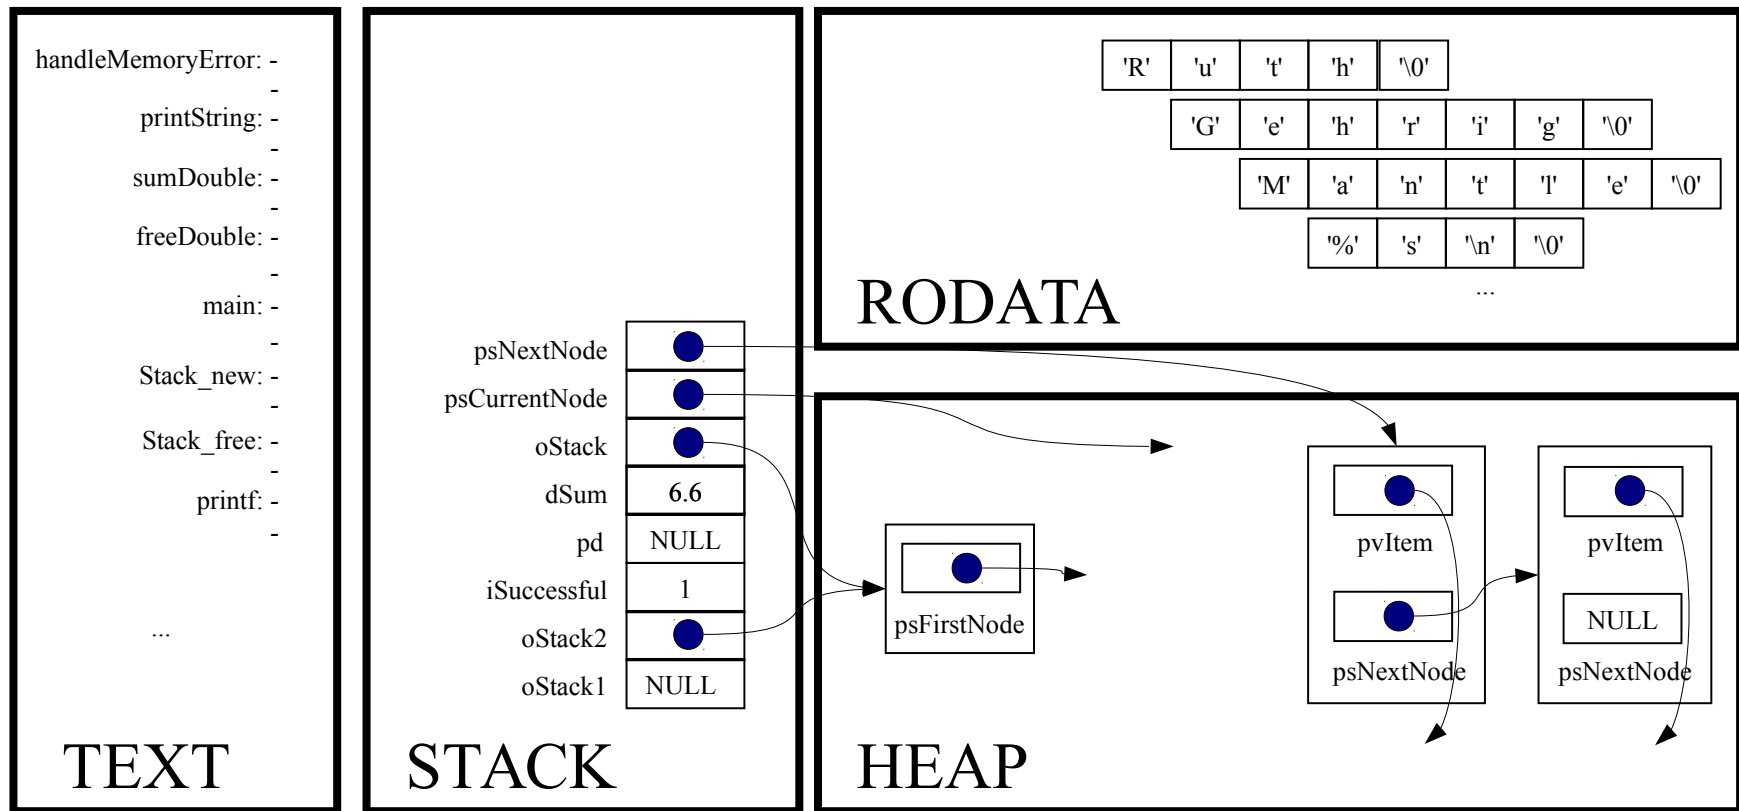 handleMemoryError: -
-
printString: -
-
sumDouble: -
-
freeDouble: -
-
main: -
-
Stack_new: -
-
Stack_free: -
-
printf: -
-
...
TEXT
psNextNode
psCurrentNode
oStack
dSum 6.6
pd NULL
iSuccessful 1
oStack2
oStack1 NULL
STACK
'R' 'u' 't' 'h' '\0'
'G' 'e' 'h' 'r' 'i' 'g' '\0'
'M' 'a' 'n' 't' 'l' 'e' '\0'
'%' 's' '\n' '\0'
...
RODATA
psFirstNode
pvItem
psNextNode
pvItem
NULL
psNextNode
HEAP